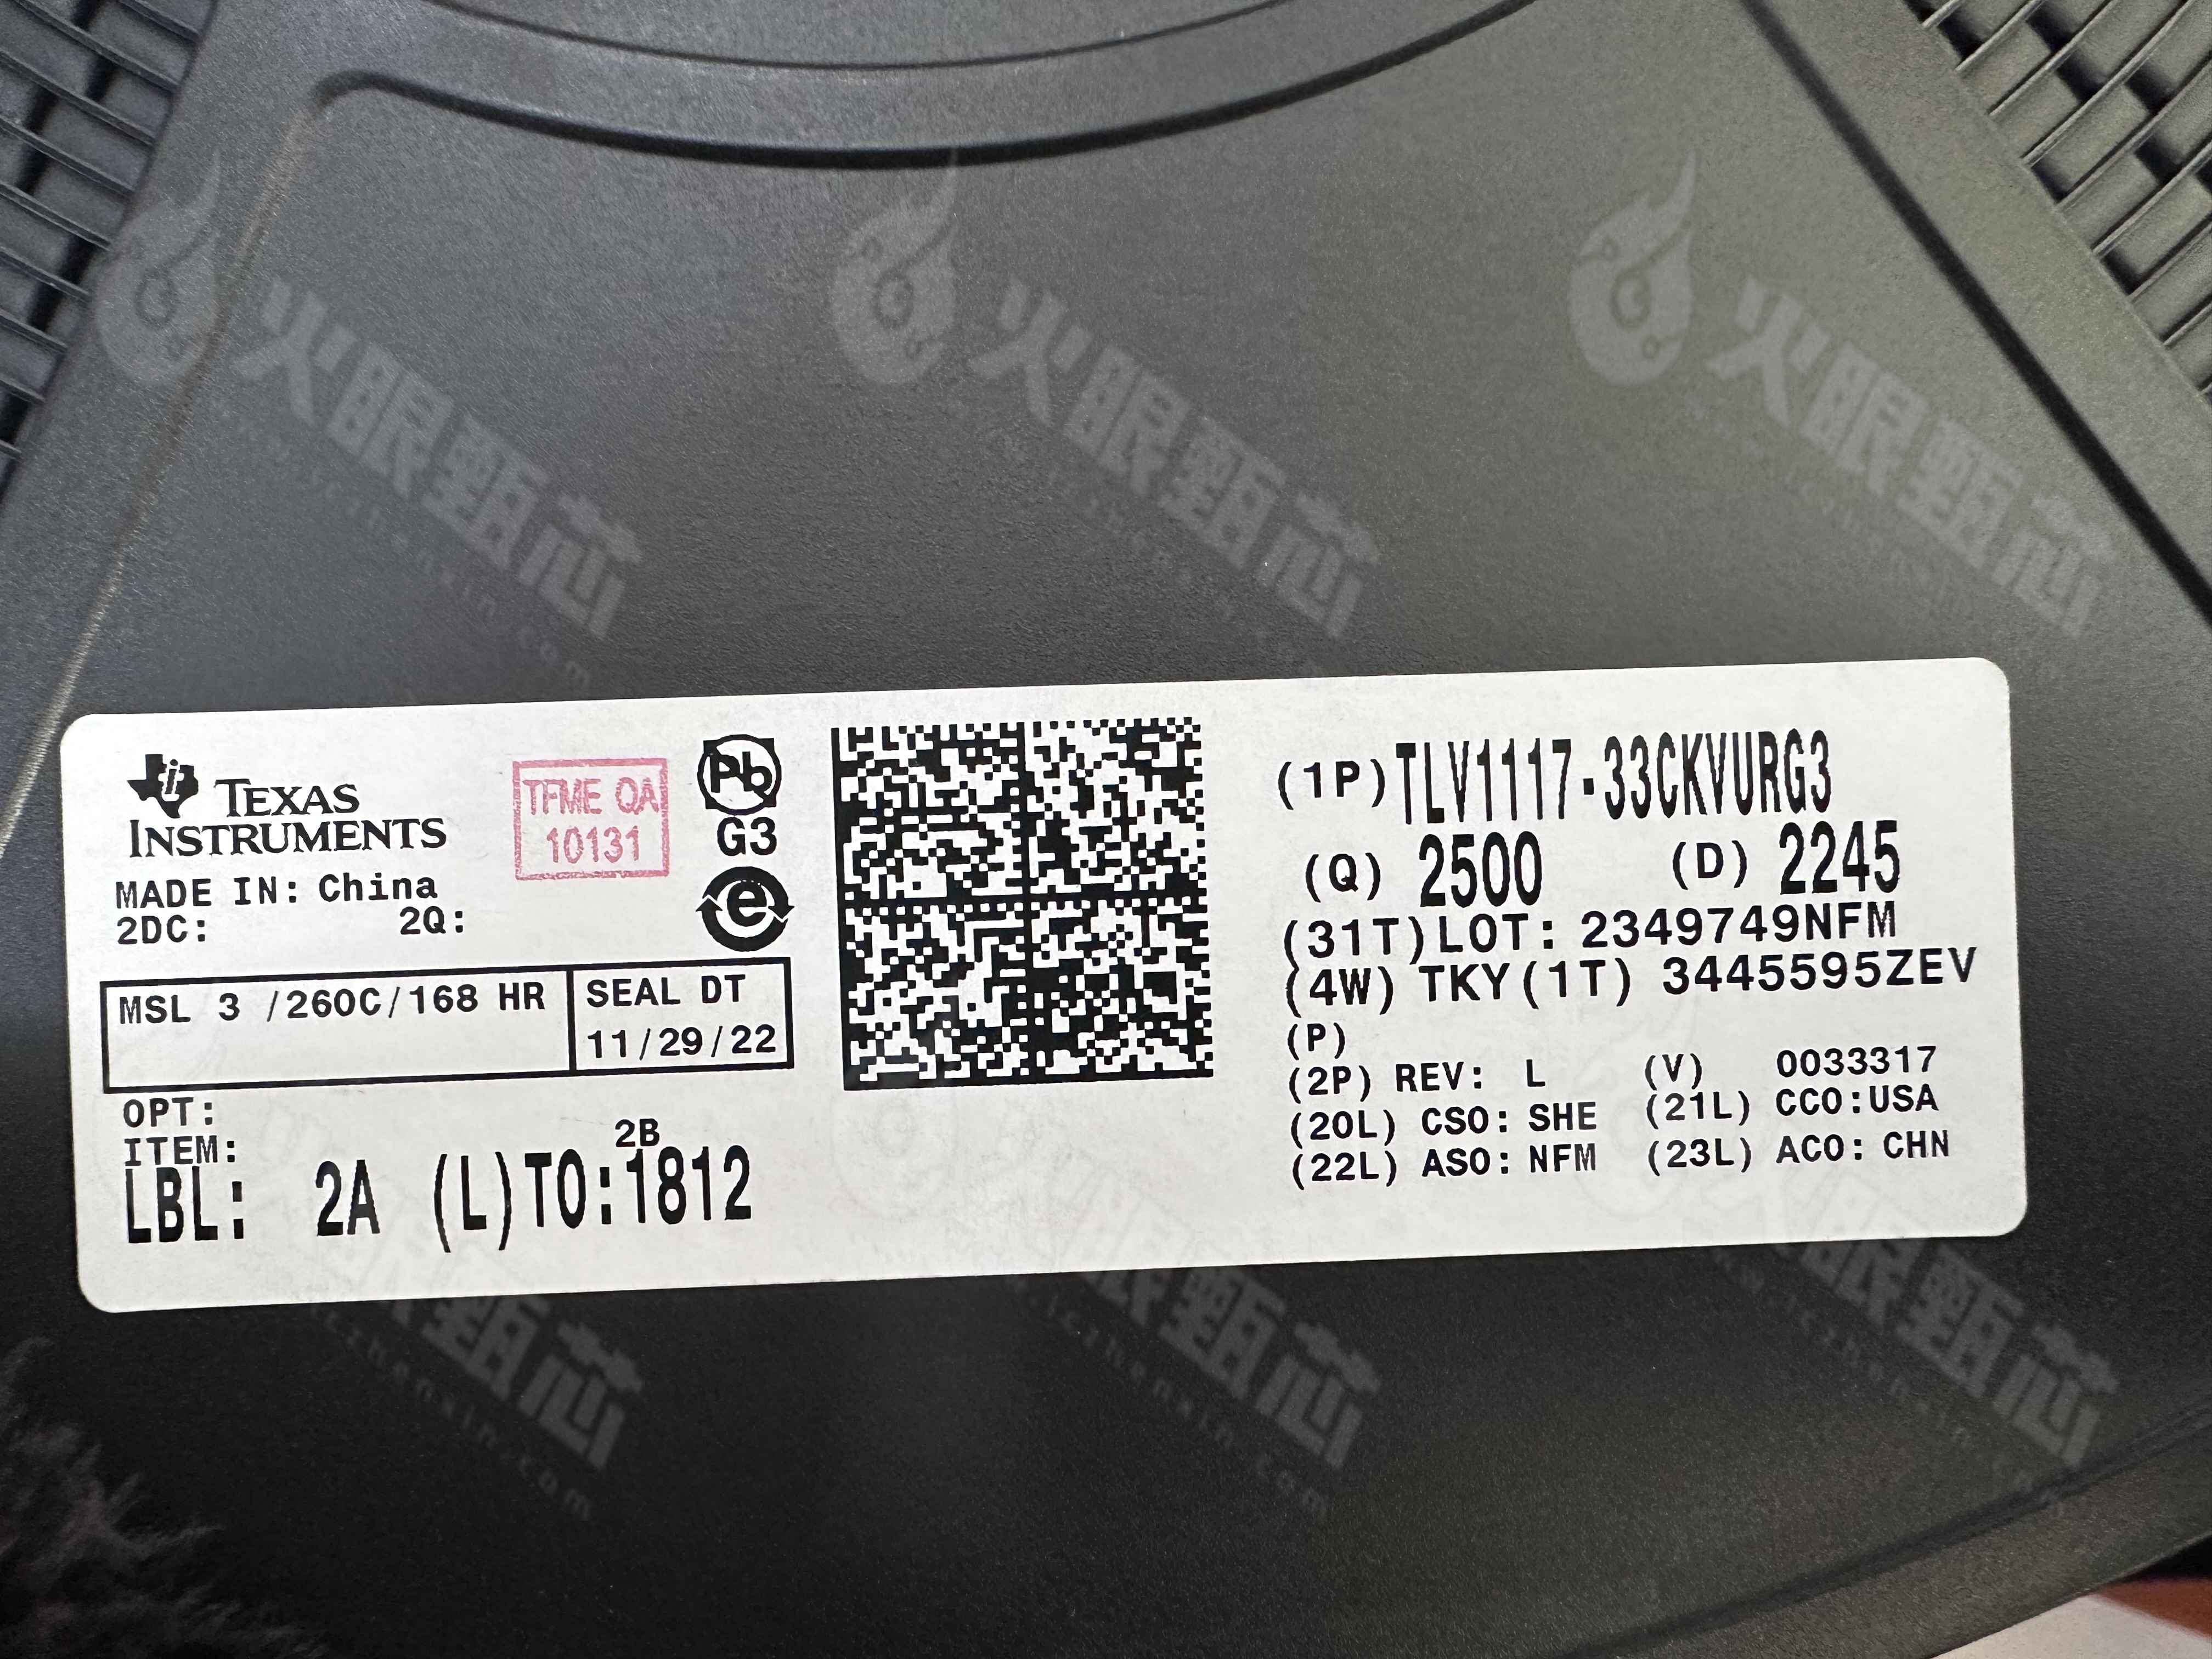 火眼甄芯
火眼甄芯
火眼甄芯
TEXAS
INSTRUMENTS
MADE IN: China
2DC: 2Q:
TFME QA
10131
Pb
G3
e
MSL 3 /260C/168 HR
SEAL DT
11/29/22
OPT:
ITEM:
2B
LBL: 2A (L)TO:1812
(1P)TLV1117-33CKVURG3
(Q) 2500 (D) 2245
(31T)LOT: 2349749NFM
(4W) TKY(1T) 3445595ZEV
(P)
(2P) REV: L (V) 0033317
(20L) CSO: SHE (21L) CCO:USA
(22L) ASO: NFM (23L) ACO: CHN
火眼甄芯
火眼甄芯
火眼甄芯